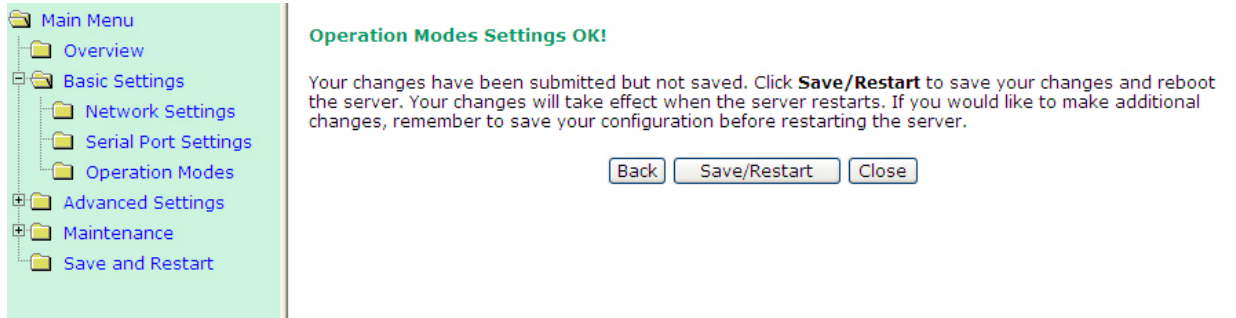 Main Menu
Overview
Basic Settings
Network Settings
Serial Port Settings
Operation Modes
Advanced Settings
Maintenance
Save and Restart
Operation Modes Settings OK!
Your changes have been submitted but not saved. Click Save/Restart to save your changes and reboot
the server. Your changes will take effect when the server restarts. If you would like to make additional
changes, remember to save your configuration before restarting the server.
Back Save/Restart Close